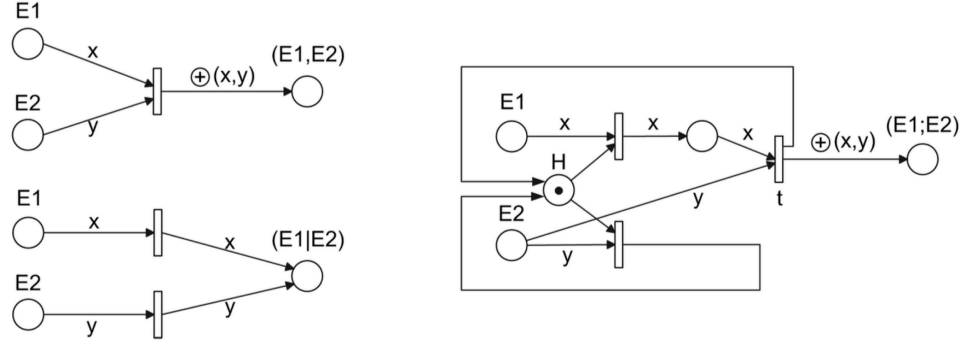 E1
x
⊕(x,y)
(E1,E2)
E2
y
E1
x
x
(E1|E2)
E2
y
y
E1
x
x
x
⊕(x,y)
(E1;E2)
H
t
E2
y
y